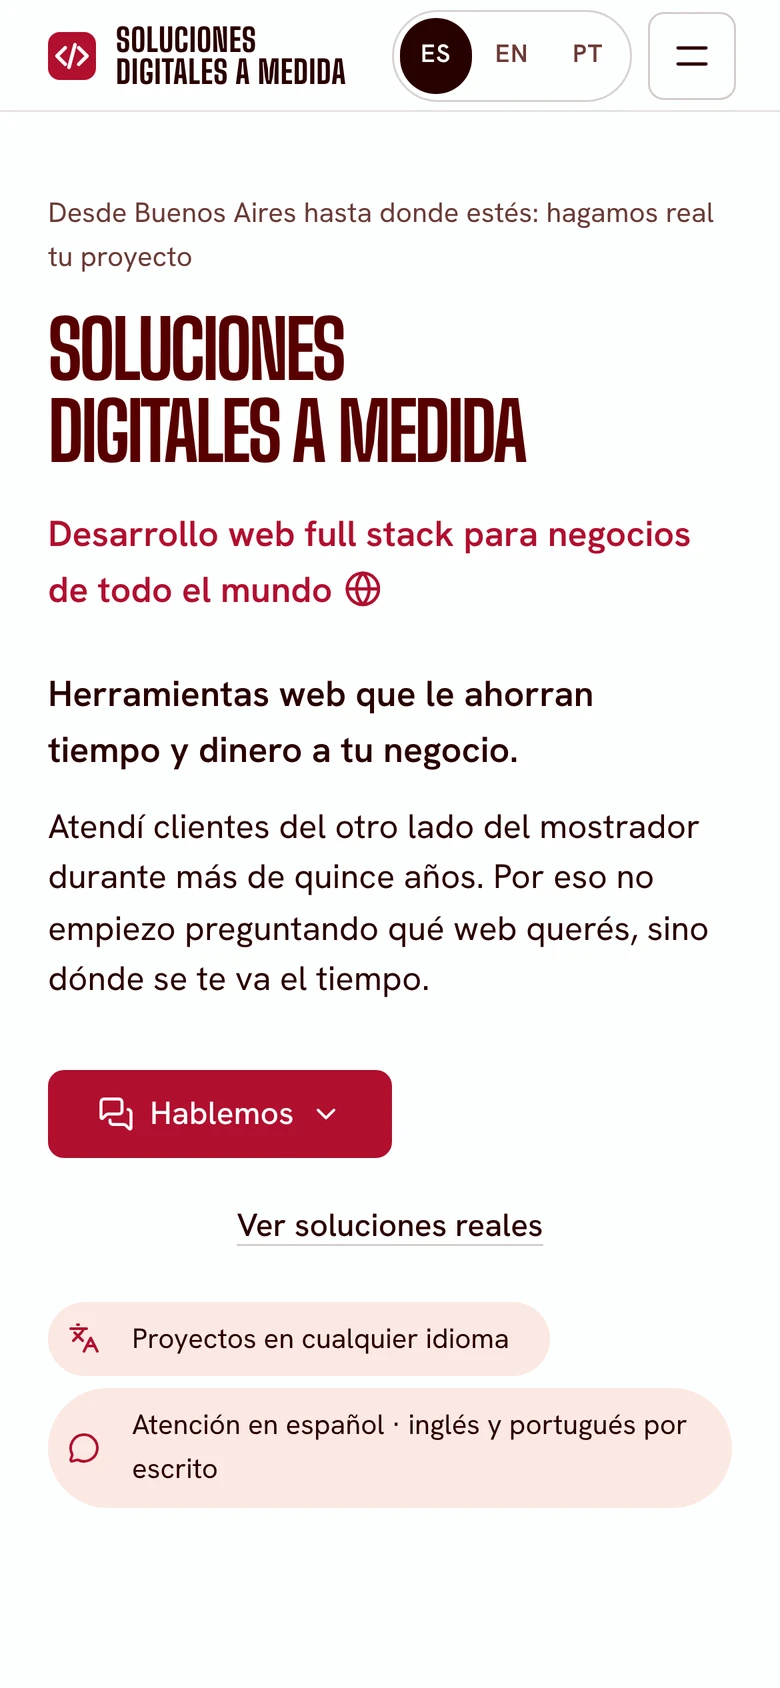 SOLUCIONES
DIGITALES A MEDIDA
ES EN PT
Desde Buenos Aires hasta donde estés: hagamos real
tu proyecto
SOLUCIONES
DIGITALES A MEDIDA
Desarrollo web full stack para negocios
de todo el mundo
Herramientas web que le ahorran
tiempo y dinero a tu negocio.
Atendí clientes del otro lado del mostrador
durante más de quince años. Por eso no
empiezo preguntando qué web querés, sino
dónde se te va el tiempo.
Hablemos
Ver soluciones reales
Proyectos en cualquier idioma
Atención en español · inglés y portugués por
escrito